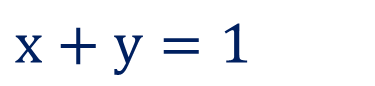 x + y = 1